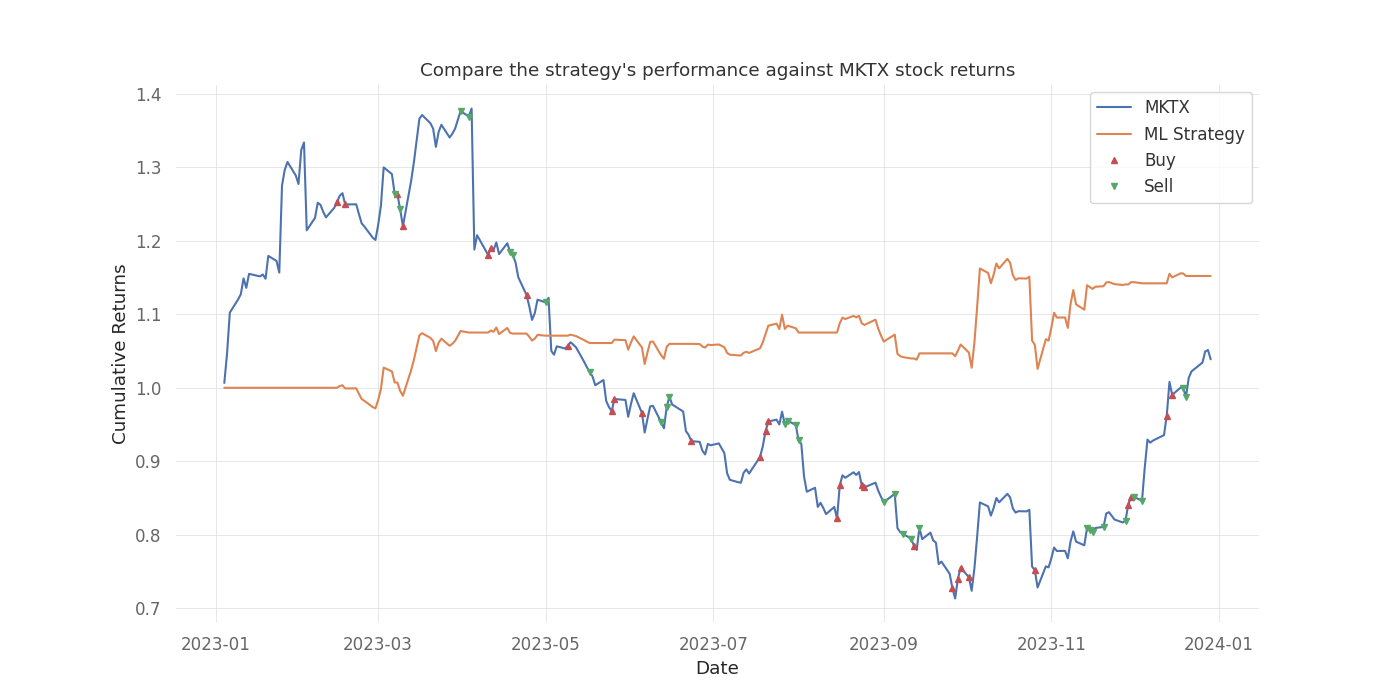 Compare the strategy's performance against MKTX stock returns
MKTX
ML Strategy
Buy
Sell
Cumulative Returns
1.4
1.3
1.2
1.1
1.0
0.9
0.8
0.7
2023-01
2023-03
2023-05
2023-07
2023-09
2023-11
2024-01
Date